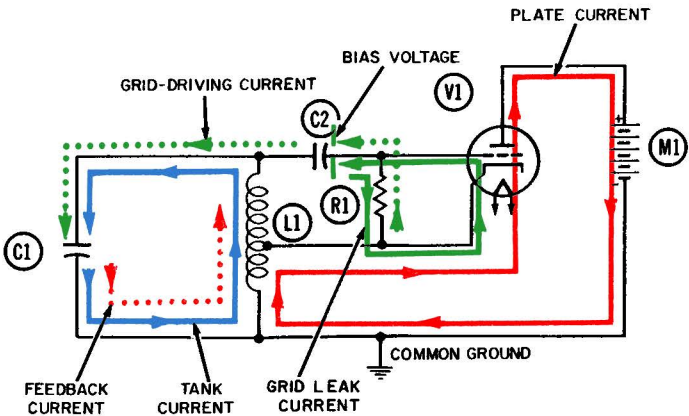 PLATE CURRENT
BIAS VOLTAGE
GRID-DRIVING CURRENT
V1
C2
+
M1
R1
L1
C1
-
COMMON GROUND
FEEDBACK
CURRENT
TANK
CURRENT
GRID LEAK
CURRENT